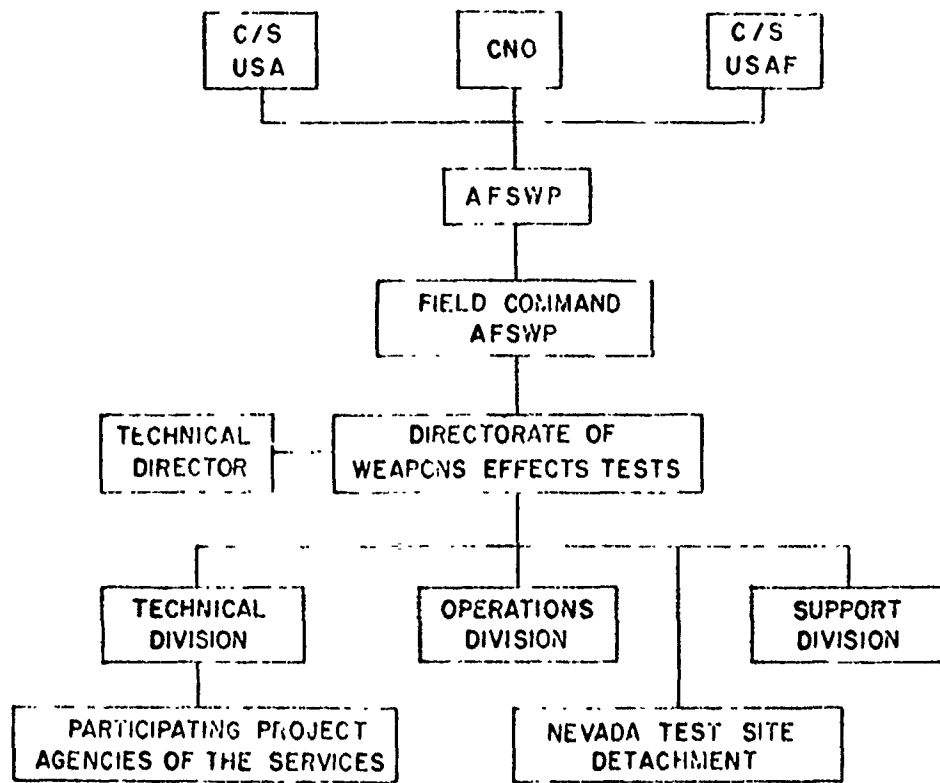 C/S
USA
CNO
C/S
USAF
AFSWP
FIELD COMMAND
AFSWP
TECHNICAL
DIRECTOR
DIRECTORATE OF
WEAPONS EFFECTS TESTS
TECHNICAL
DIVISION
OPERATIONS
DIVISION
SUPPORT
DIVISION
PARTICIPATING PROJECT
AGENCIES OF THE SERVICES
NEVADA TEST SITE
DETACHMENT